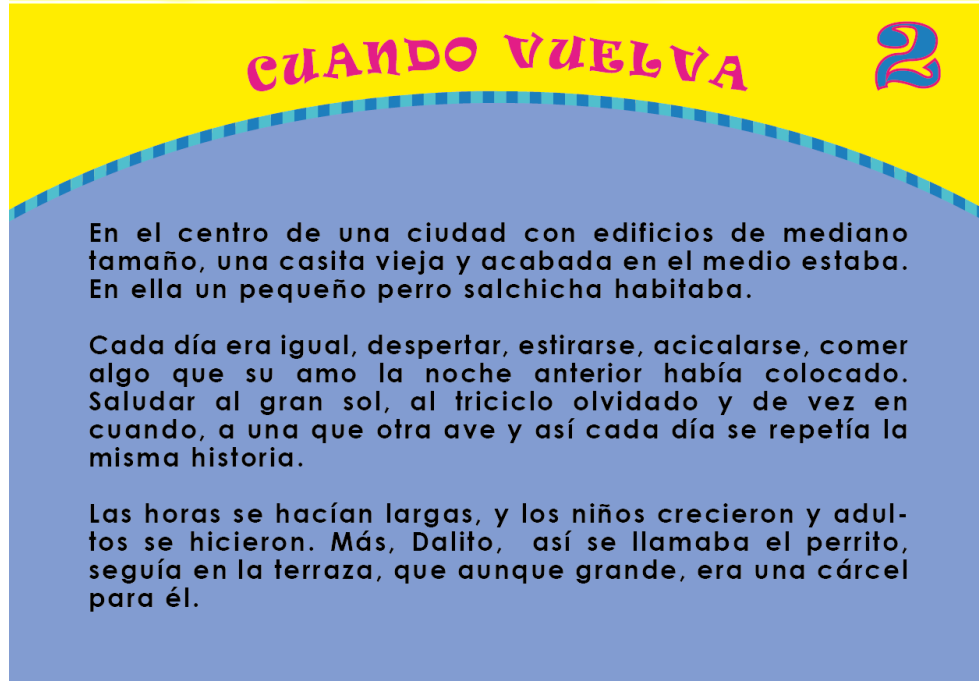 CUANDO VUELVA
2
En el centro de una ciudad con edificios de mediano
tamaño, una casita vieja y acabada en el medio estaba.
En ella un pequeño perro salchicha habitaba.
Cada día era igual, despertar, estirarse, acicalarse, comer
algo que su amo la noche anterior había colocado.
Saludar al gran sol, al triciclo olvidado y de vez en
cuando, a una que otra ave y así cada día se repetía la
misma historia.
Las horas se hacían largas, y los niños crecieron y adul-
tos se hicieron. Más, Dalito, así se llamaba el perrito,
seguía en la terraza, que aunque grande, era una cárcel
para él.